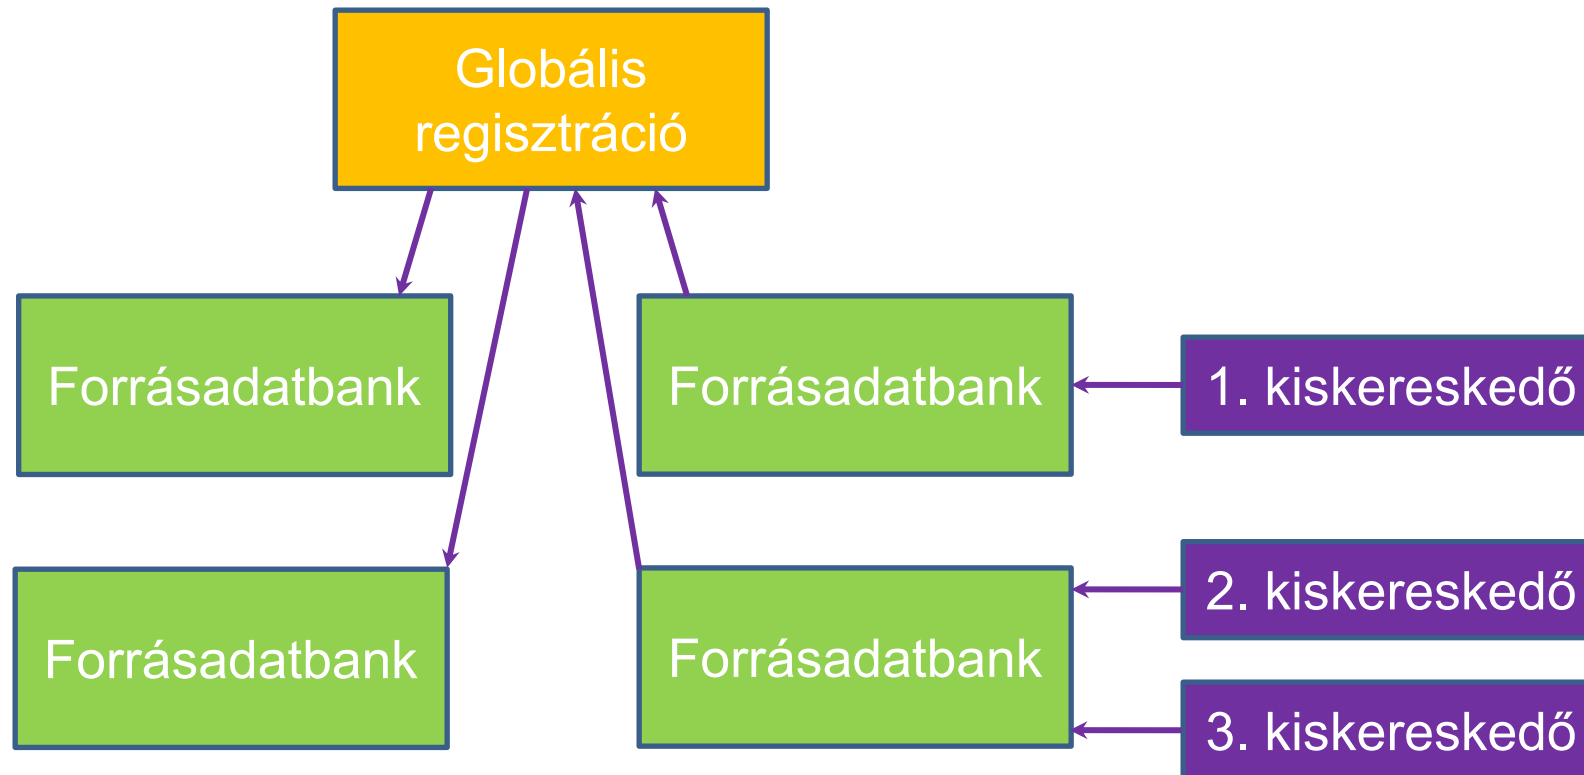 Globális
regisztráció
Forrásadatbank
Forrásadatbank
1. kiskereskedő
Forrásadatbank
Forrásadatbank
2. kiskereskedő
3. kiskereskedő